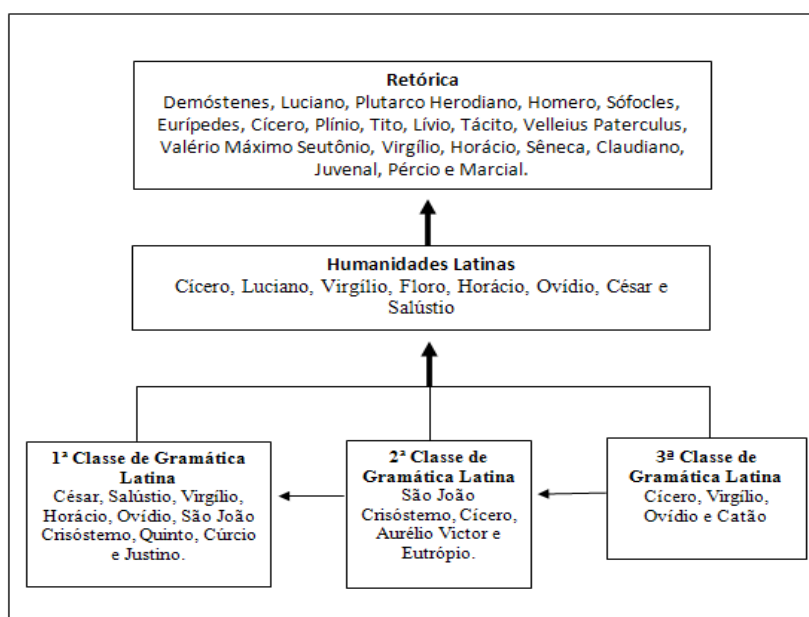 Retórica
Demóstenes, Luciano, Plutarco Herodiano, Homero, Sófocles,
Eurípedes, Cícero, Plínio, Tito, Lívio, Tácito, Velleius Paterculus,
Valério Máximo Seutônio, Virgílio, Horácio, Sêneca, Claudiano,
Juvenal, Pércio e Marcial.
Humanidades Latinas
Cícero, Luciano, Virgílio, Floro, Horácio, Ovídio, César e
Salústio
1ª Classe de Gramática
Latina
César, Salústio, Virgílio,
Horácio, Ovídio, São João
Crisóstemo, Quinto, Cúrcio
e Justino.
2ª Classe de
Gramática Latina
São João
Crisóstemo, Cícero,
Aurélio Victor e
Eutrópio.
3ª Classe de
Gramática Latina
Cícero, Virgílio,
Ovídio e Catão